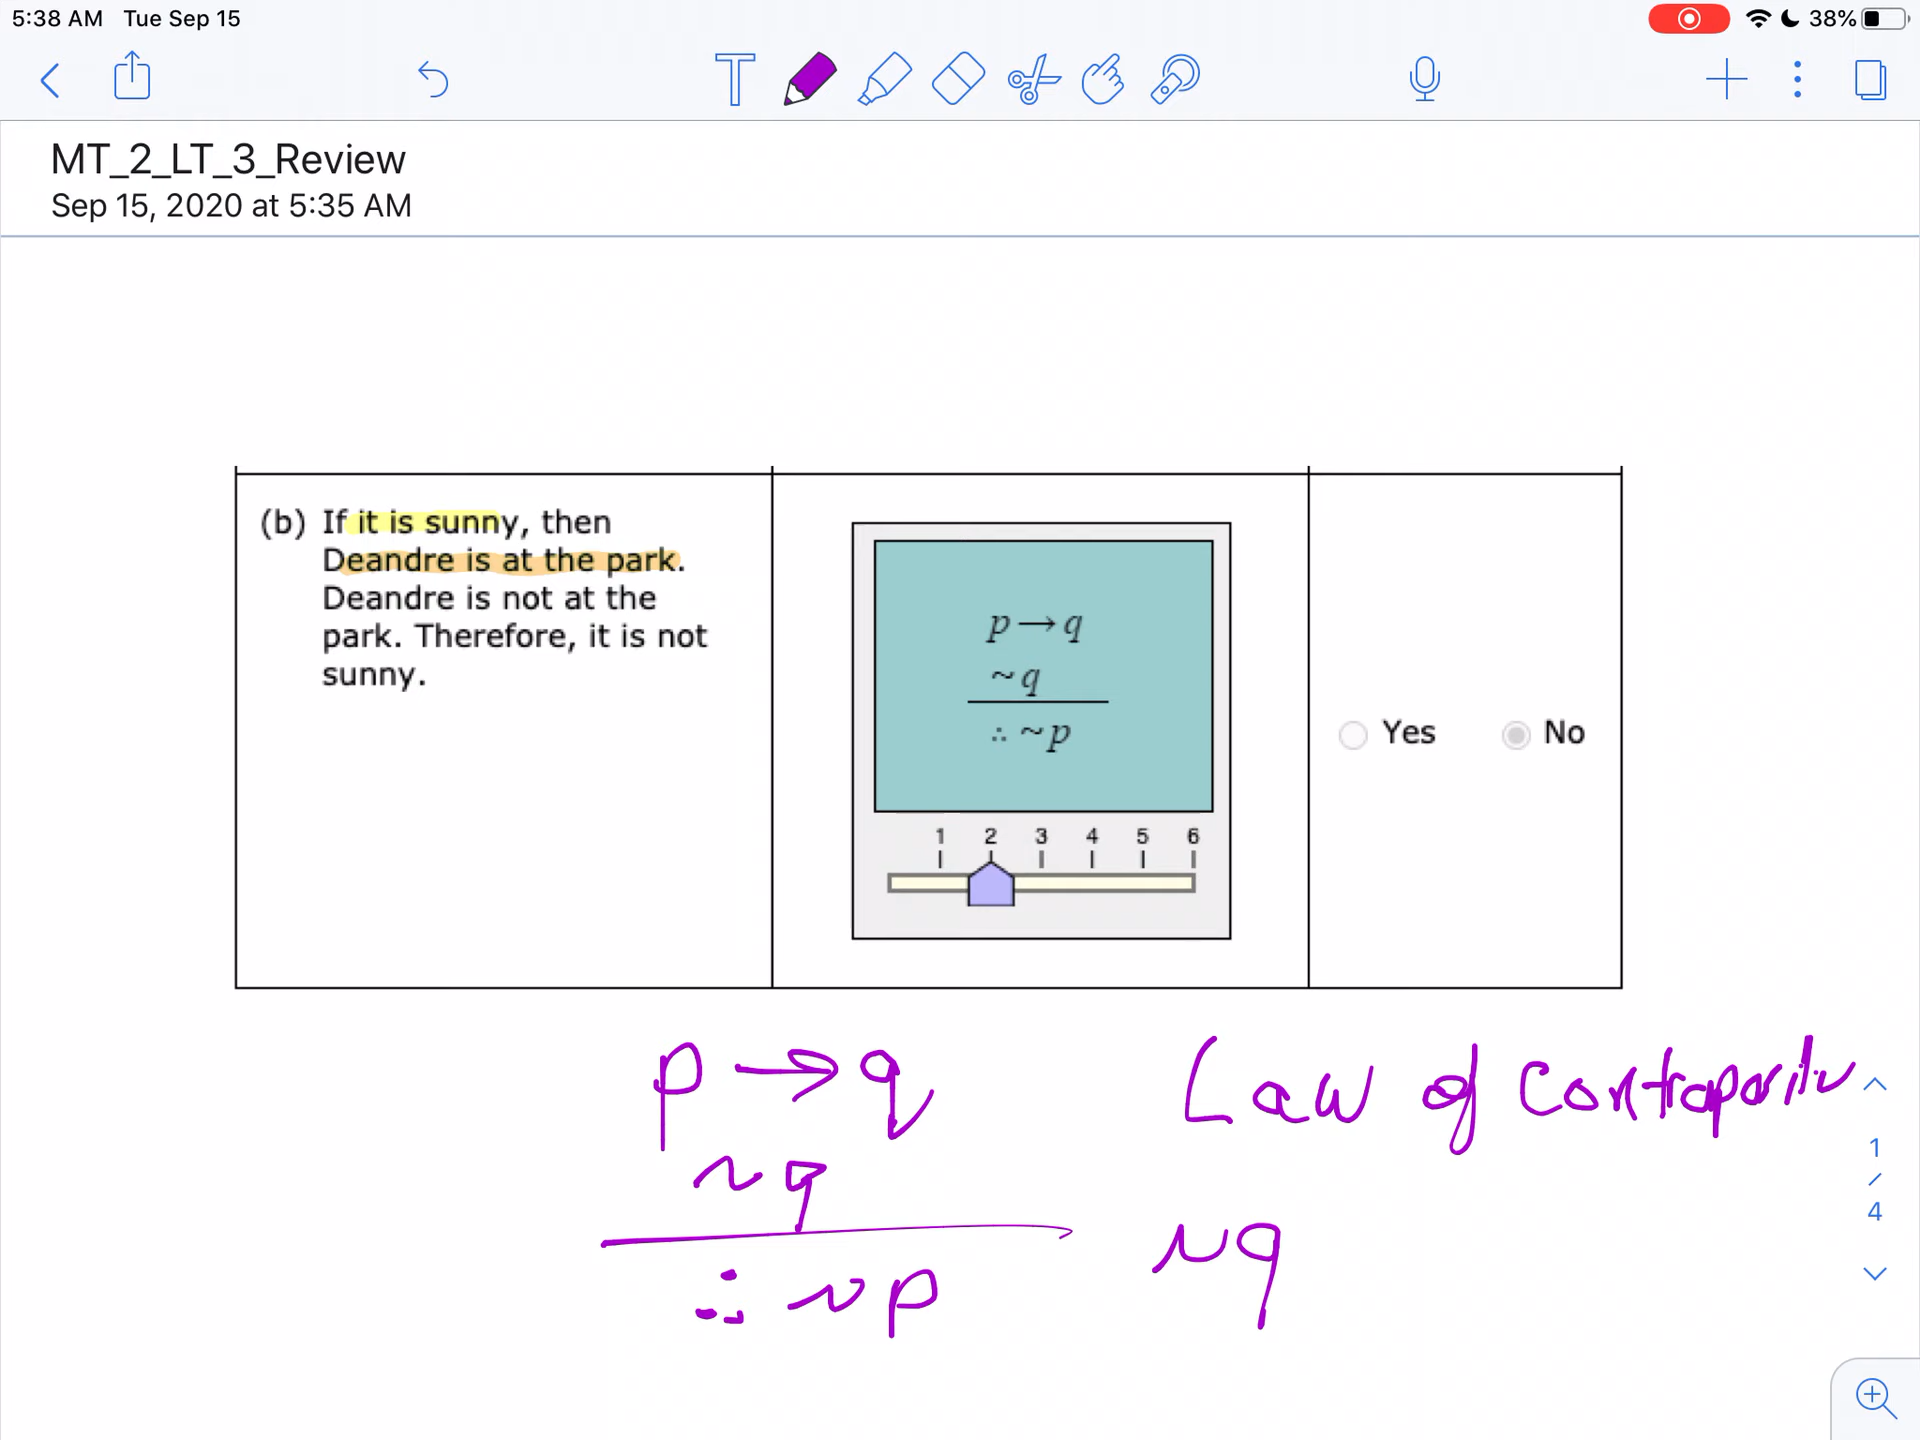 5:38 AM Tue Sep 15 38%
MT_2_LT_3_Review
Sep 15, 2020 at 5:35 AM
(b) If it is sunny, then
Deandre is at the park.
Deandre is not at the
park. Therefore, it is not
sunny.
p→q
~q
∴ ~p
1 2 3 4 5 6
Yes No
p → q
~q
∴ ~p
Law of Contrapositiv
~q
1
/
4